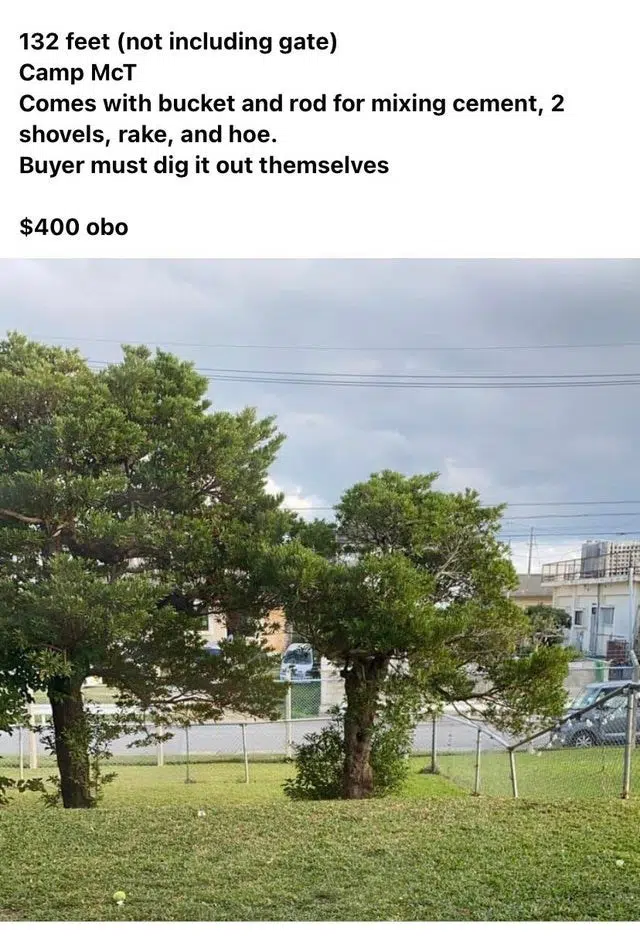 132 feet (not including gate)
Camp McT
Comes with bucket and rod for mixing cement, 2
shovels, rake, and hoe.
Buyer must dig it out themselves
$400 obo